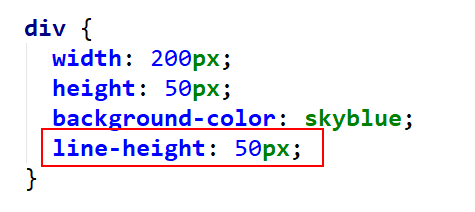 div {
  width: 200px;
  height: 50px;
  background-color: skyblue;
  line-height: 50px;
}